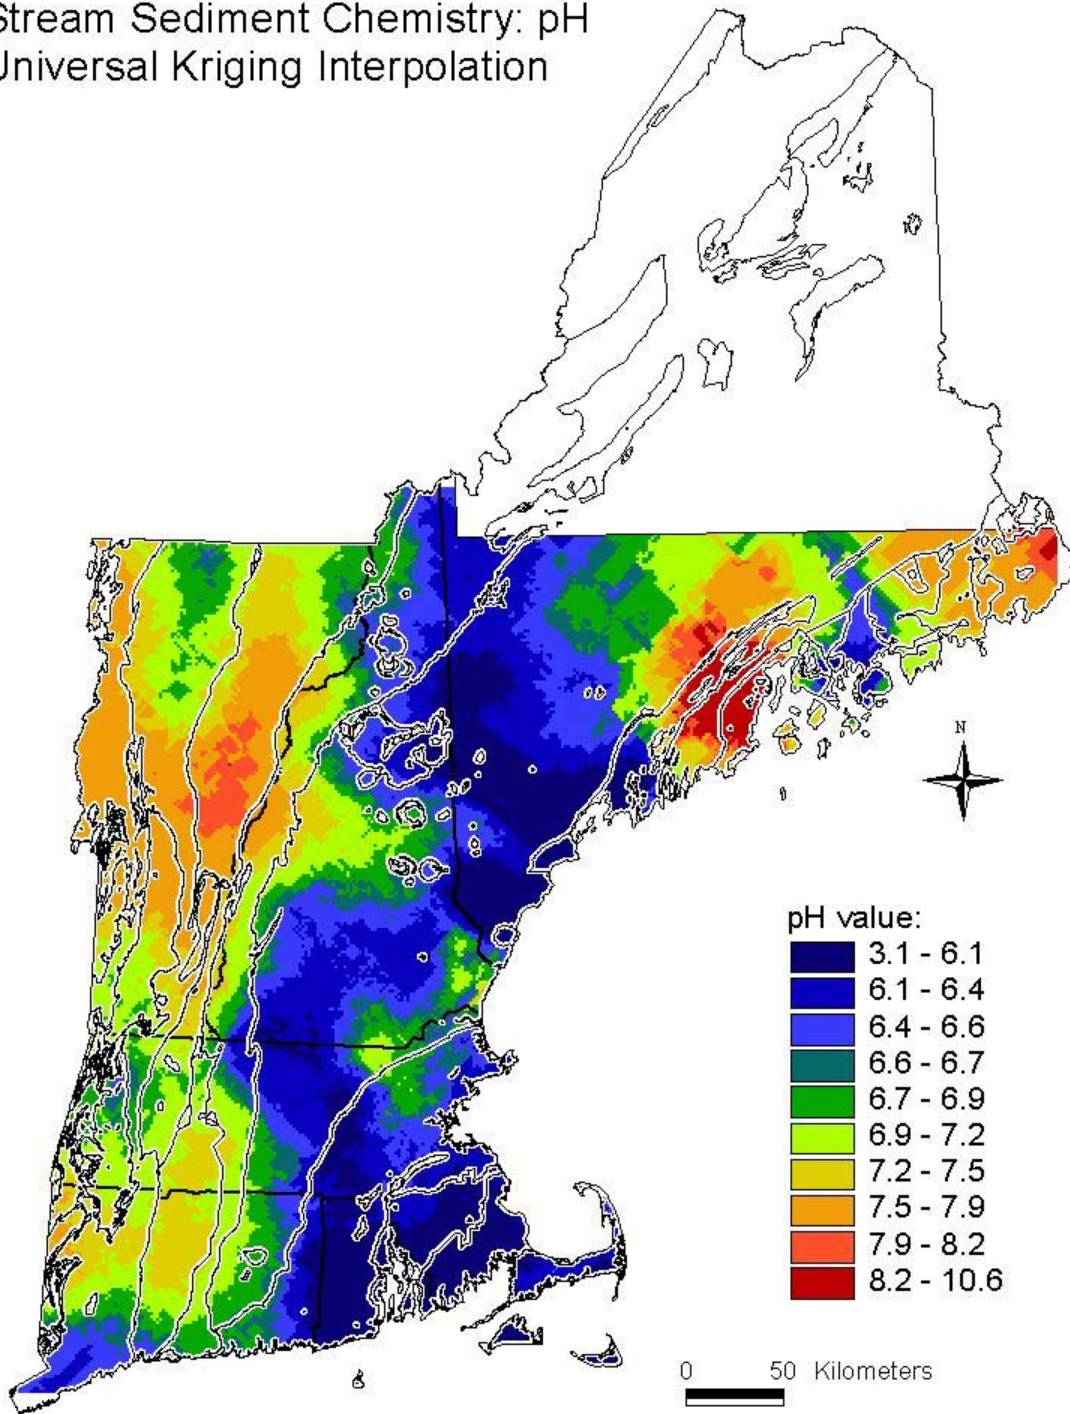 Stream Sediment Chemistry: pH
Universal Kriging Interpolation
N
pH value:
3.1 - 6.1
6.1 - 6.4
6.4 - 6.6
6.6 - 6.7
6.7 - 6.9
6.9 - 7.2
7.2 - 7.5
7.5 - 7.9
7.9 - 8.2
8.2 - 10.6
0 50 Kilometers